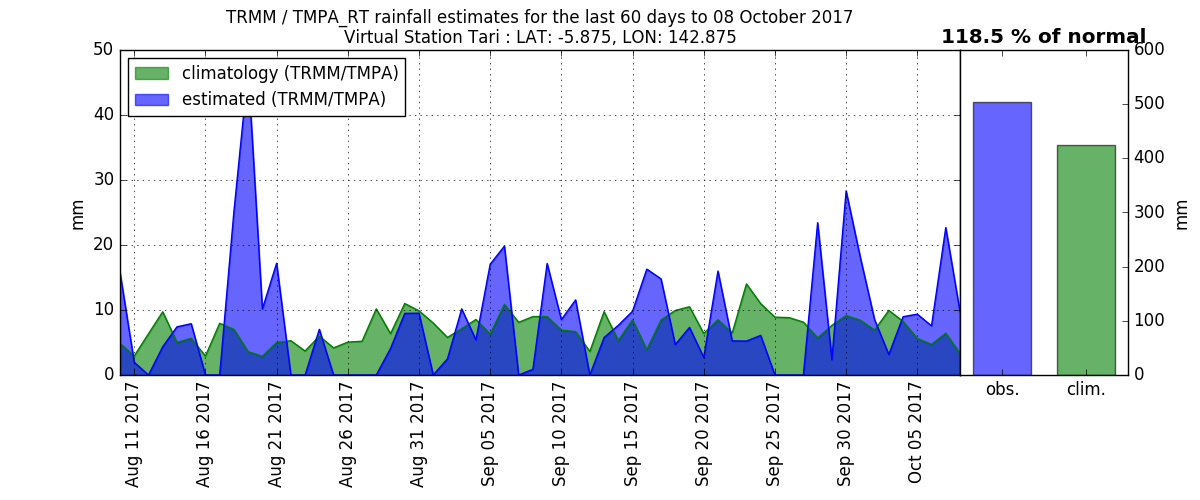 TRMM / TMPA_RT rainfall estimates for the last 60 days to 08 October 2017
Virtual Station Tari : LAT: -5.875, LON: 142.875
118.5 % of normal
climatology (TRMM/TMPA)
estimated (TRMM/TMPA)
mm
50
40
30
20
10
0
Aug 11 2017
Aug 16 2017
Aug 21 2017
Aug 26 2017
Aug 31 2017
Sep 05 2017
Sep 10 2017
Sep 15 2017
Sep 20 2017
Sep 25 2017
Sep 30 2017
Oct 05 2017
600
500
400
300
200
100
0
mm
obs.
clim.